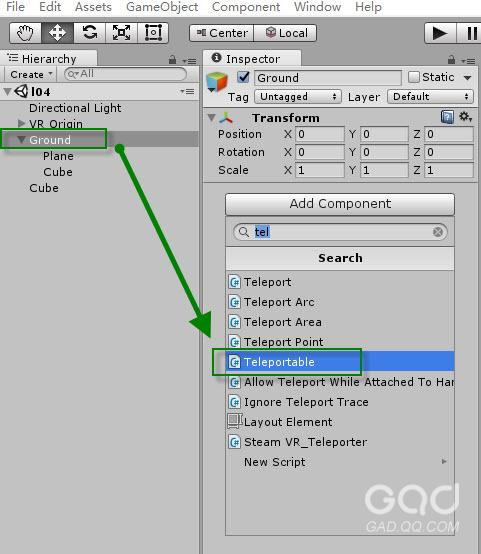 File Edit Assets GameObject Component Window Help
Center Local
Hierarchy
Create All
l04
Directional Light
VR Origin
Ground
Plane
Cube
Cube
Inspector
Ground Static
Tag Untagged Layer Default
Transform
Position X 0 Y 0 Z 0
Rotation X 0 Y 0 Z 0
Scale X 1 Y 1 Z 1
Add Component
tel
Search
Teleport
Teleport Arc
Teleport Area
Teleport Point
Teleportable
Allow Teleport While Attached To Har
Ignore Teleport Trace
Layout Element
Steam VR_Teleporter
New Script
Gad
GAD.QQ.COM